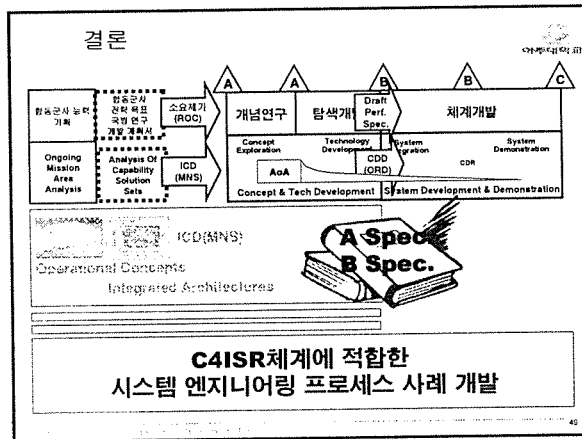 결론
A A B B C
합동군사 능력
기획
합동군사
전략 목표
국방 연구
개발 계획서
소요제기
(ROC)
개념연구
탐색개발
Draft
Perf.
Spec.
체계개발
Ongoing
Mission
Area
Analysis
Analysis Of
Capability
Solution
Sets
ICD
(MNS)
Concept
Exploration
Technology
Development
System
Integration
System
Demonstration
AoA
CDD
(ORD)
CDR
Concept & Tech Development
System Development & Demonstration
ICD(MNS)
Operational Concepts
Integrated Architectures
A Spec.
B Spec.
C4ISR체계에 적합한
시스템 엔지니어링 프로세스 사례 개발